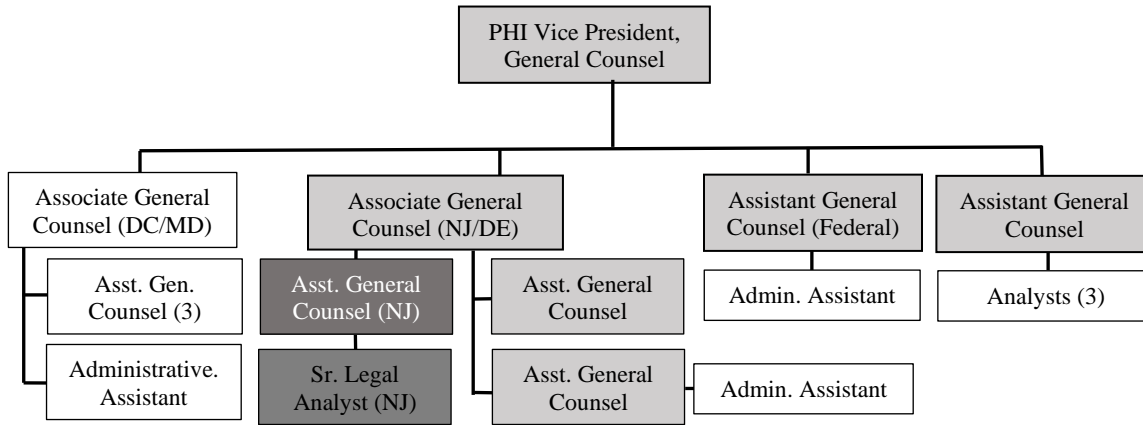 PHI Vice President,
General Counsel
Associate General
Counsel (DC/MD)
Associate General
Counsel (NJ/DE)
Assistant General
Counsel (Federal)
Assistant General
Counsel
Asst. Gen.
Counsel (3)
Asst. General
Counsel (NJ)
Asst. General
Counsel
Admin. Assistant
Analysts (3)
Administrative.
Assistant
Sr. Legal
Analyst (NJ)
Asst. General
Counsel
Admin. Assistant